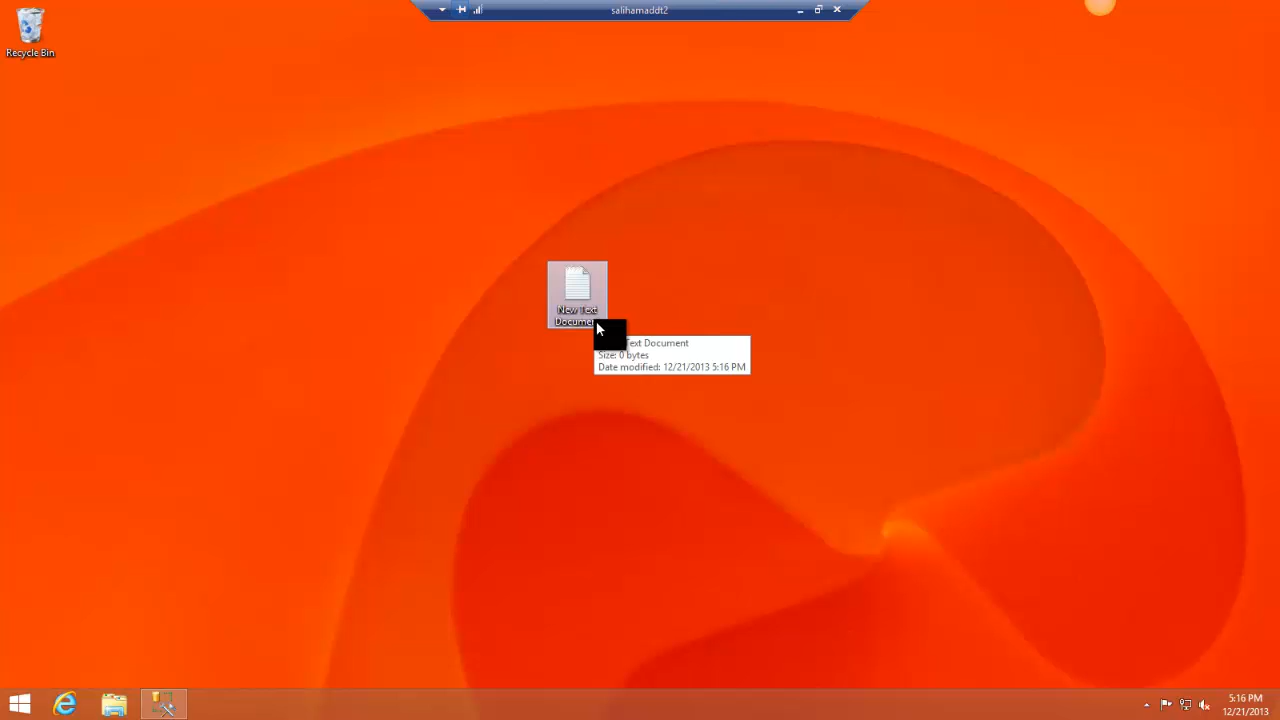 salihamaddt2
Recycle Bin
New Text
Text Document
Size: 0 bytes
Date modified: 12/21/2013 5:16 PM
5:16 PM
12/21/2013